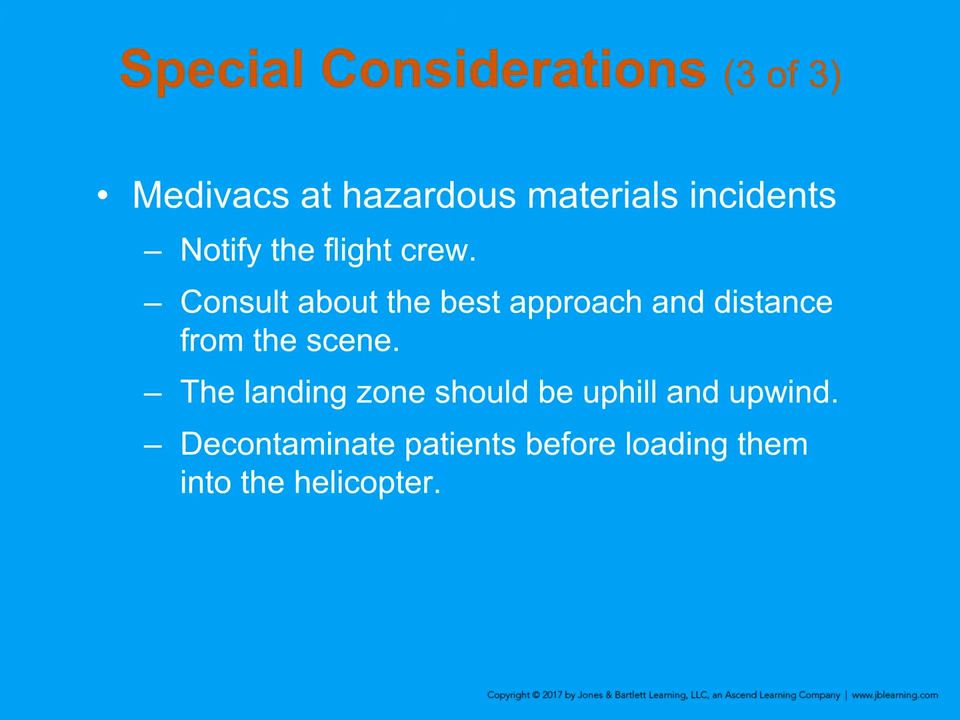 Special Considerations (3 of 3)
• Medivacs at hazardous materials incidents
– Notify the flight crew.
– Consult about the best approach and distance
from the scene.
– The landing zone should be uphill and upwind.
– Decontaminate patients before loading them
into the helicopter.
Copyright © 2017 by Jones & Bartlett Learning, LLC, an Ascend Learning Company | www.jblearning.com